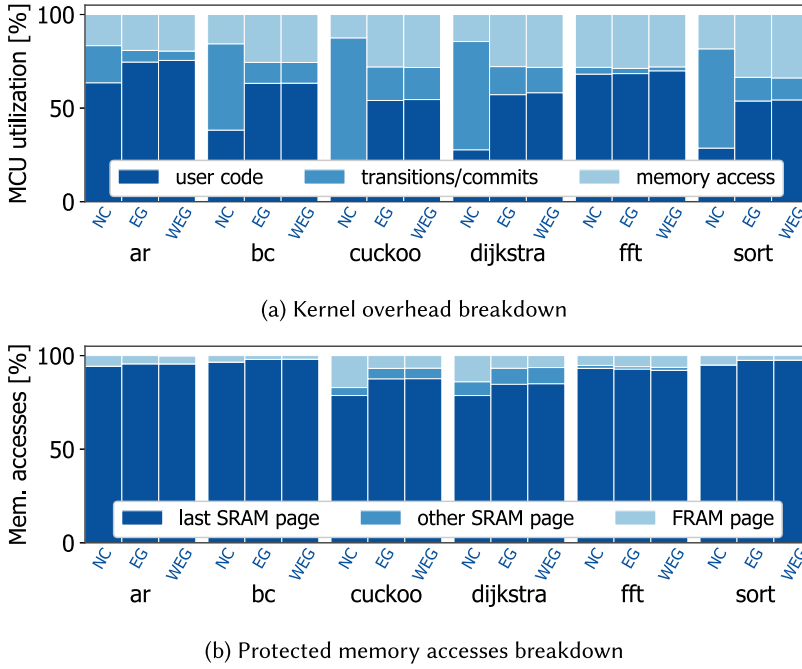 MCU utilization [%]
100
50
0
user code transitions/commits memory access
NC EG WEG NC EG WEG NC EG WEG NC EG WEG NC EG WEG NC EG WEG
ar bc cuckoo dijkstra fft sort
(a) Kernel overhead breakdown
Mem. accesses [%]
100
50
0
last SRAM page other SRAM page FRAM page
NC EG WEG NC EG WEG NC EG WEG NC EG WEG NC EG WEG NC EG WEG
ar bc cuckoo dijkstra fft sort
(b) Protected memory accesses breakdown